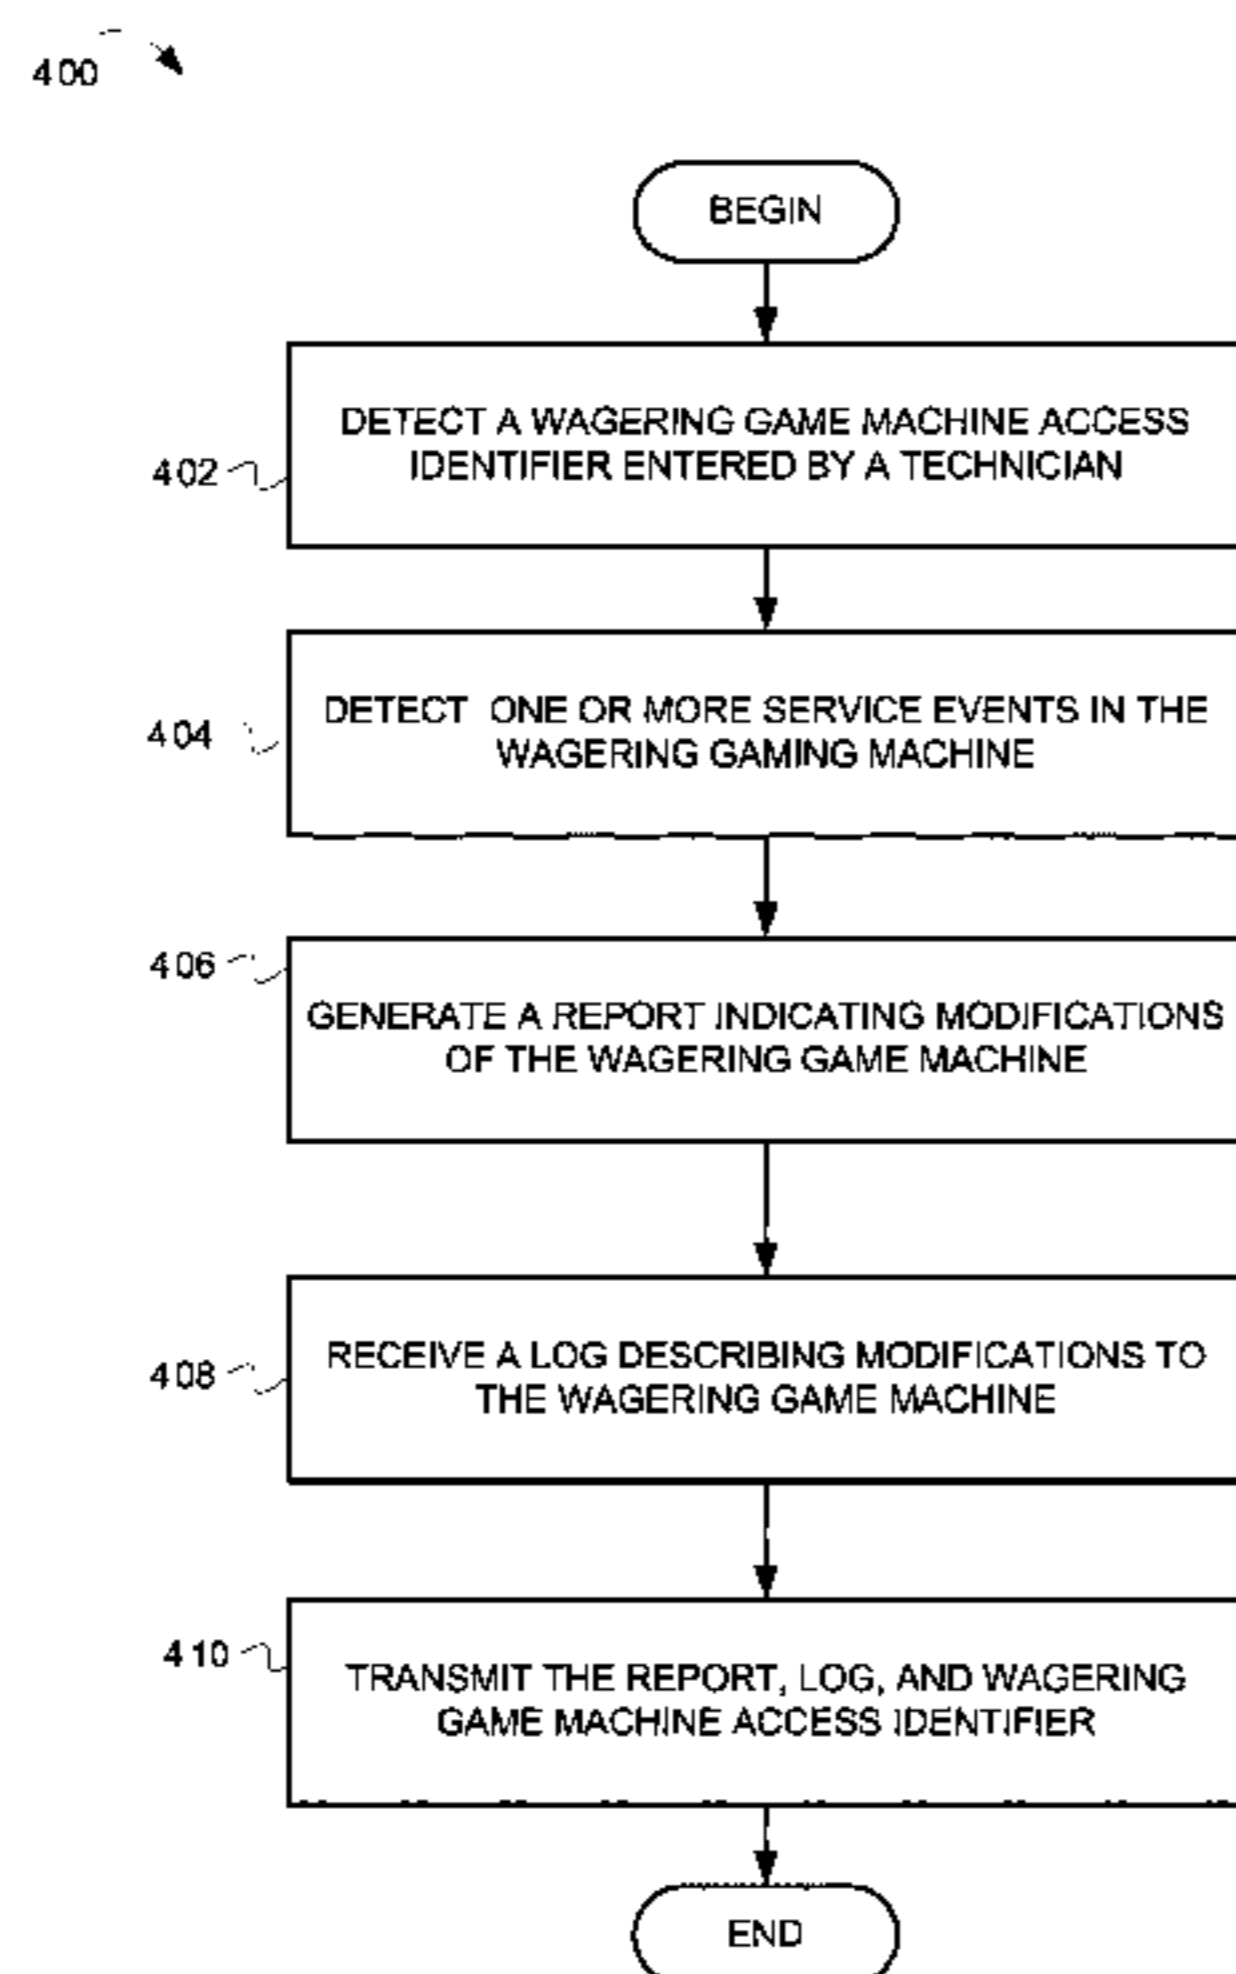 400
BEGIN
DETECT A WAGERING GAME MACHINE ACCESS
IDENTIFIER ENTERED BY A TECHNICIAN
402
DETECT ONE OR MORE SERVICE EVENTS IN THE
WAGERING GAMING MACHINE
404
406
GENERATE A REPORT INDICATING MODIFICATIONS
OF THE WAGERING GAME MACHINE
RECEIVE A LOG DESCRIBING MODIFICATIONS TO
THE WAGERING GAME MACHINE
408
410
TRANSMIT THE REPORT, LOG, AND WAGERING
GAME MACHINE ACCESS IDENTIFIER
END